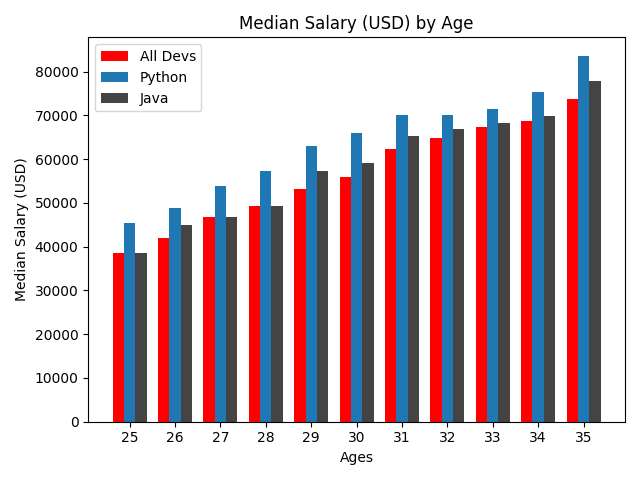 Median Salary (USD) by Age
All Devs
Python
Java
Median Salary (USD)
80000
70000
60000
50000
40000
30000
20000
10000
0
25 26 27 28 29 30 31 32 33 34 35
Ages